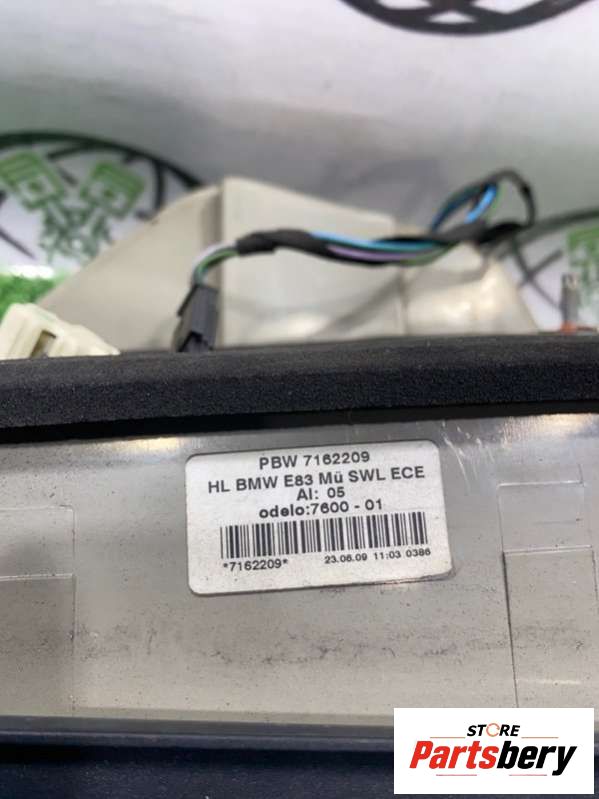 PBW 7162209
HL BMW E83 Mü SWL ECE
AI: 05
odelo:7600 - 01
*7162209* 23.06.09 11:03 0386
STORE
Partsbery